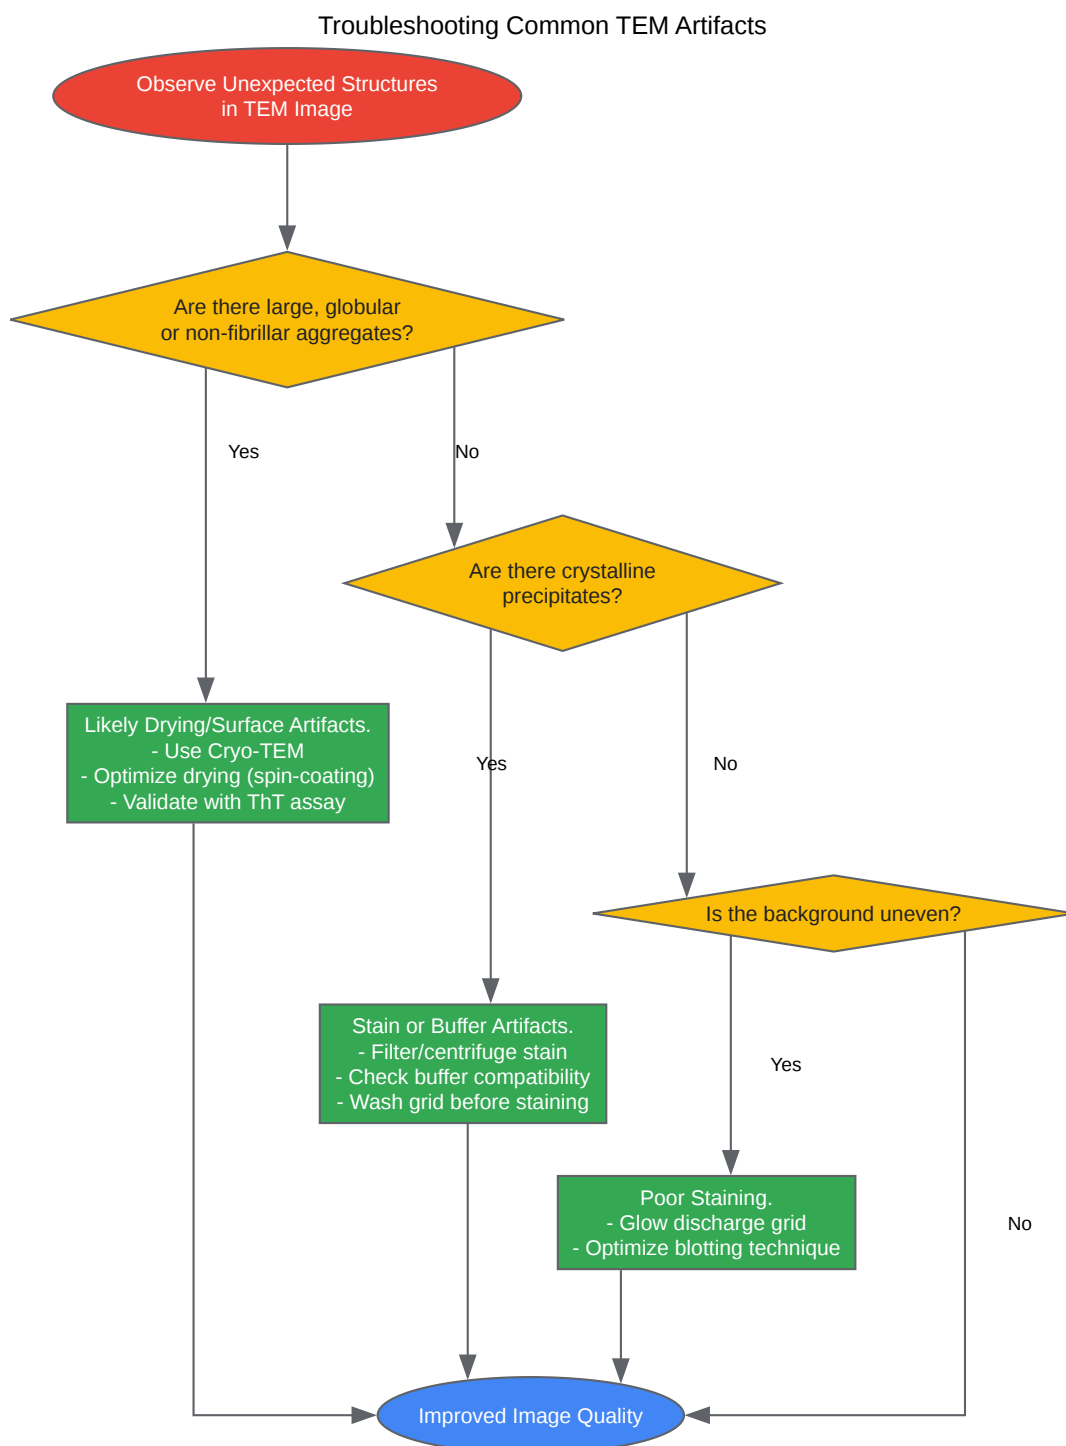 Troubleshooting Common TEM Artifacts
Observe Unexpected Structures
in TEM Image
Are there large, globular
or non-fibrillar aggregates?
Yes
No
Are there crystalline
precipitates?
Likely Drying/Surface Artifacts.
- Use Cryo-TEM
- Optimize drying (spin-coating)
- Validate with ThT assay
Yes
No
Is the background uneven?
Stain or Buffer Artifacts.
- Filter/centrifuge stain
- Check buffer compatibility
- Wash grid before staining
Yes
Poor Staining.
- Glow discharge grid
- Optimize blotting technique
No
Improved Image Quality